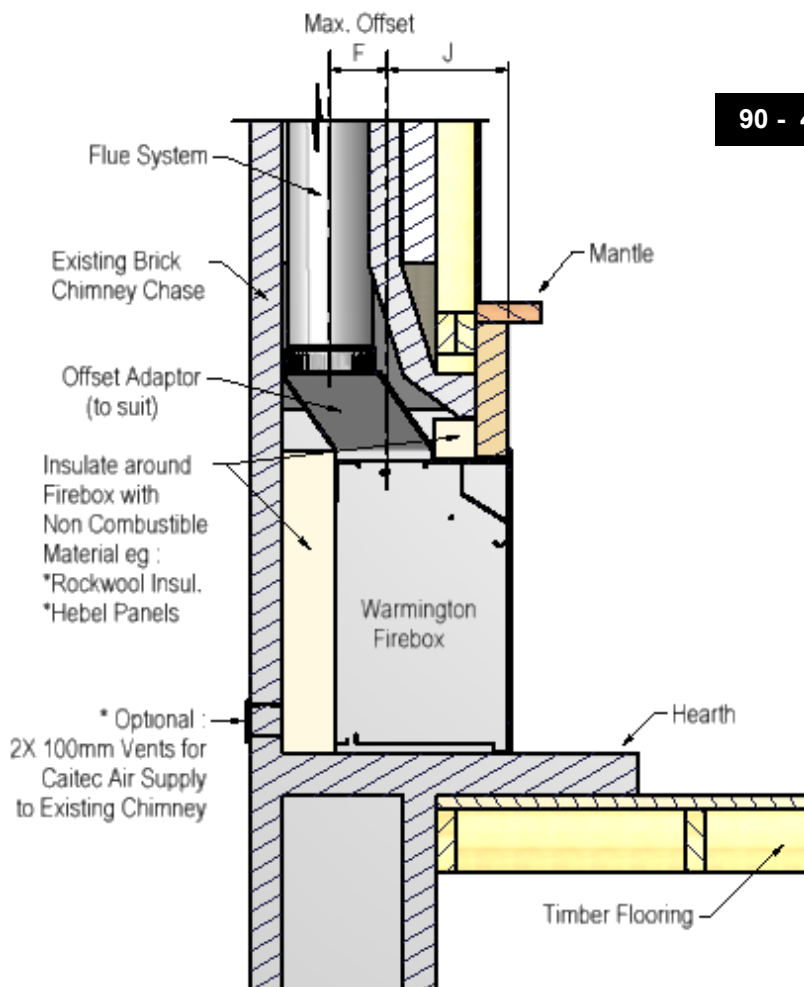 Max. Offset
F
J
90 - 4
Flue System
Existing Brick
Chimney Chase
Mantle
Offset Adaptor
(to suit)
Insulate around
Firebox with
Non Combustible
Material eg :
*Rockwool Insul.
*Hebel Panels
Warmington
Firebox
* Optional :
2X 100mm Vents for
Caitec Air Supply
to Existing Chimney
Hearth
Timber Flooring